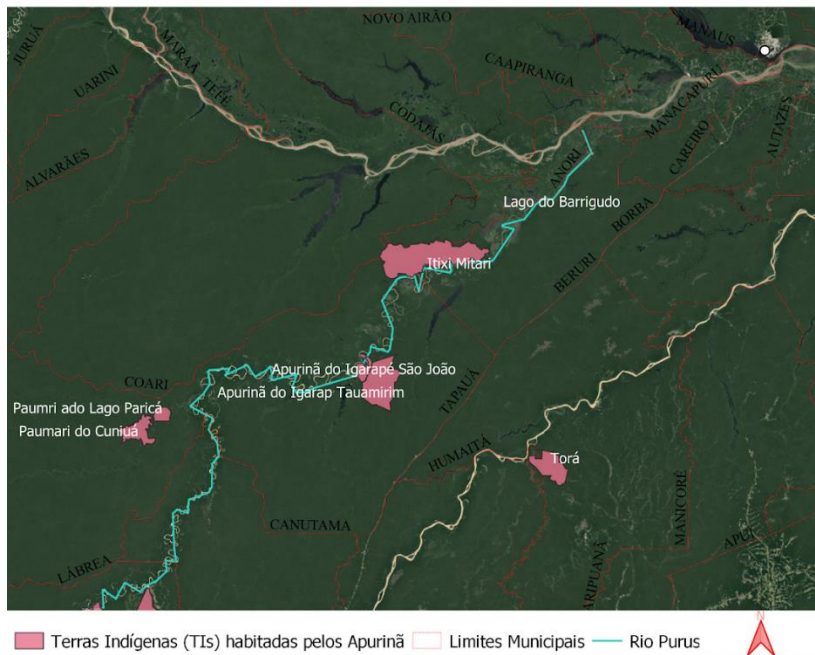 NOVO AIRÃO
MANAUS
JURUÁ
MARAÃ
UARINI
TEFÉ
CAAPIRANGA
CODAJÁS
MANACAPURU
AUTAZES
CAREIRO
ALVARÃES
ANORI
Lago do Barrigudo
BORBA
Itixi Mitari
BERURI
Apurinã do Igarapé São João
COARI
TAPAUÁ
Apurinã do Igarap Tauamirim
Paumri ado Lago Paricá
Paumari do Cuniuá
HUMAITÁ
Torá
MANICORÉ
CANUTAMA
APUÍ
LÁBREA
ARIPUANÃ
N
Terras Indígenas (TIs) habitadas pelos Apurinã
Limites Municipais
Rio Purus